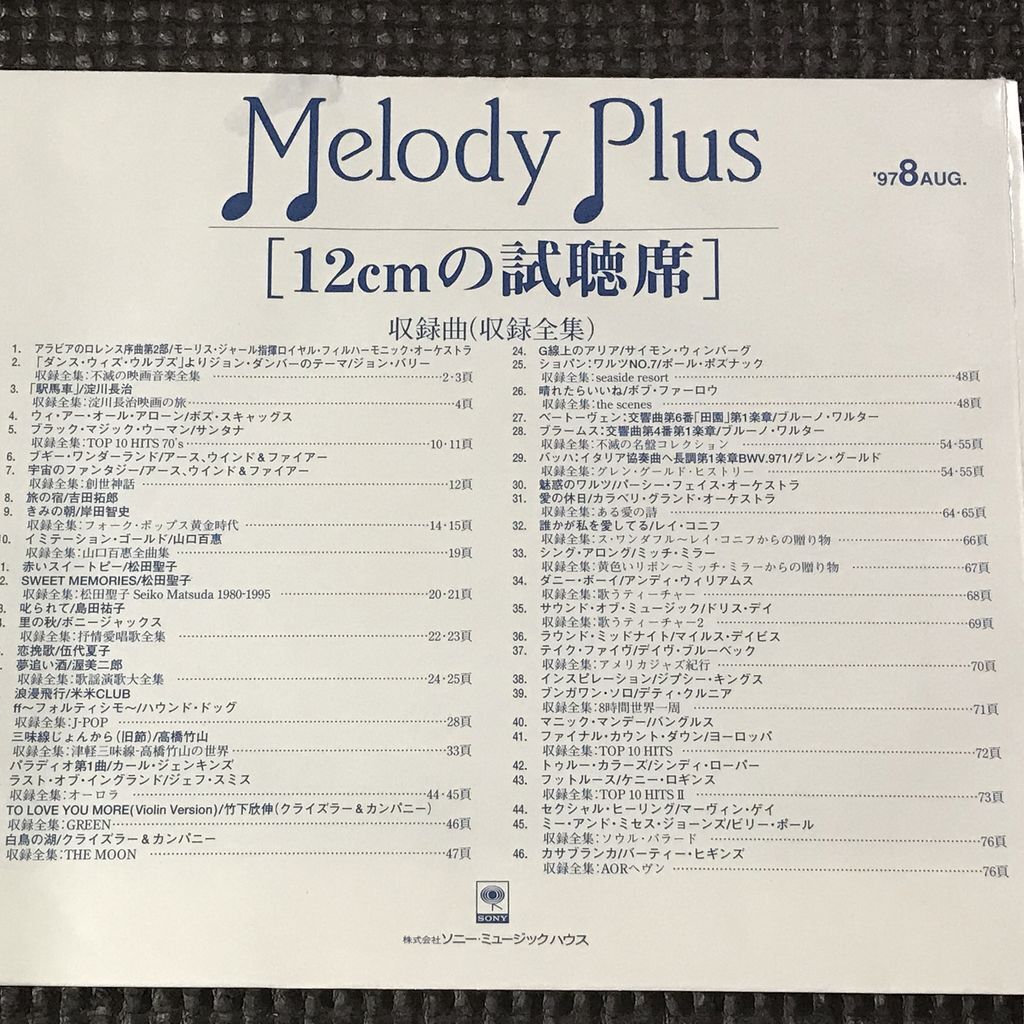 Melody Plus
'97 8 AUG.
[12cmの試聴席]
収録曲(収録全集)
1. アラビアのロレンス序曲第2部/モーリス・ジャール指揮ロイヤル・フィルハーモニック・オーケストラ
2. 「ダンス・ウィズ・ウルブズ」よりジョン・ダンバーのテーマ/ジョン・バリー
収録全集:不滅の映画音楽全集 2・3頁
3. 「駅馬車」/淀川長治
収録全集:淀川長治映画の旅 4頁
4. ウィ・アー・オール・アローン/ボズ・スキャッグス
5. ブラック・マジック・ウーマン/サンタナ
収録全集:TOP 10 HITS 70's 10・11頁
6. ブギー・ワンダーランド/アース、ウインド&ファイアー
7. 宇宙のファンタジー/アース、ウインド&ファイアー
収録全集:創世神話 12頁
8. 旅の宿/吉田拓郎
9. きみの朝/岸田智史
収録全集:フォーク・ポップス黄金時代 14・15頁
0. イミテーション・ゴールド/山口百恵
収録全集:山口百恵全曲集 19頁
1. 赤いスイートピー/松田聖子
2. SWEET MEMORIES/松田聖子
収録全集:松田聖子 Seiko Matsuda 1980-1995 20・21頁
3. 叱られて/島田祐子
. 里の秋/ボニージャックス
収録全集:抒情愛唱歌全集 22・23頁
. 恋挽歌/伍代夏子
夢追い酒/渥美二郎
収録全集:歌謡演歌大全集 24・25頁
浪漫飛行/米米CLUB
ff〜フォルティシモ〜/ハウンド・ドッグ
収録全集:J-POP 28頁
三味線じょんから(旧節)/高橋竹山
収録全集:津軽三味線-高橋竹山の世界 33頁
パラディオ第1曲/カール・ジェンキンズ
ラスト・オブ・イングランド/ジェフ・スミス
収録全集:オーロラ 44・45頁
TO LOVE YOU MORE(Violin Version)/竹下欣伸(クライズラー&カンパニー)
収録全集:GREEN 46頁
白鳥の湖/クライズラー&カンパニー
収録全集:THE MOON 47頁
24. G線上のアリア/サイモン・ウィンバーグ
25. ショパン:ワルツNO.7/ポール・ボズナック
収録全集:seaside resort 48頁
26. 晴れたらいいね/ボブ・ファーロウ
収録全集:the scenes 48頁
27. ベートーヴェン:交響曲第6番「田園」第1楽章/ブルーノ・ワルター
28. ブラームス:交響曲第4番第1楽章/ブルーノ・ワルター
収録全集:不滅の名盤コレクション 54・55頁
29. バッハ:イタリア協奏曲ヘ長調第1楽章BWV.971/グレン・グールド
収録全集:グレン・グールド・ヒストリー 54・55頁
30. 魅惑のワルツ/パーシー・フェイス・オーケストラ
31. 愛の休日/カラベリ・グランド・オーケストラ
収録全集:ある愛の詩 64・65頁
32. 誰かが私を愛してる/レイ・コニフ
収録全集:ス・ワンダフル〜レイ・コニフからの贈り物 66頁
33. シング・アロング/ミッチ・ミラー
収録全集:黄色いリボン〜ミッチ・ミラーからの贈り物 67頁
34. ダニー・ボーイ/アンディ・ウィリアムス
収録全集:歌うティーチャー 68頁
35. サウンド・オブ・ミュージック/ドリス・デイ
収録全集:歌うティーチャー2 69頁
36. ラウンド・ミッドナイト/マイルス・デイビス
37. テイク・ファイヴ/デイヴ・ブルーベック
収録全集:アメリカジャズ紀行 70頁
38. インスピレーション/ジプシー・キングス
39. ブンガワン・ソロ/デティ・クルニア
収録全集:8時間世界一周 71頁
40. マニック・マンデー/バングルス
41. ファイナル・カウント・ダウン/ヨーロッパ
収録全集:TOP 10 HITS 72頁
42. トゥルー・カラーズ/シンディ・ローパー
43. フットルース/ケニー・ロギンス
収録全集:TOP 10 HITS II 73頁
44. セクシャル・ヒーリング/マーヴィン・ゲイ
45. ミー・アンド・ミセス・ジョーンズ/ビリー・ポール
収録全集:ソウル・バラード 76頁
46. カサブランカ/バーティー・ヒギンズ
収録全集:AORヘヴン 76頁
SONY
株式会社ソニー・ミュージックハウス